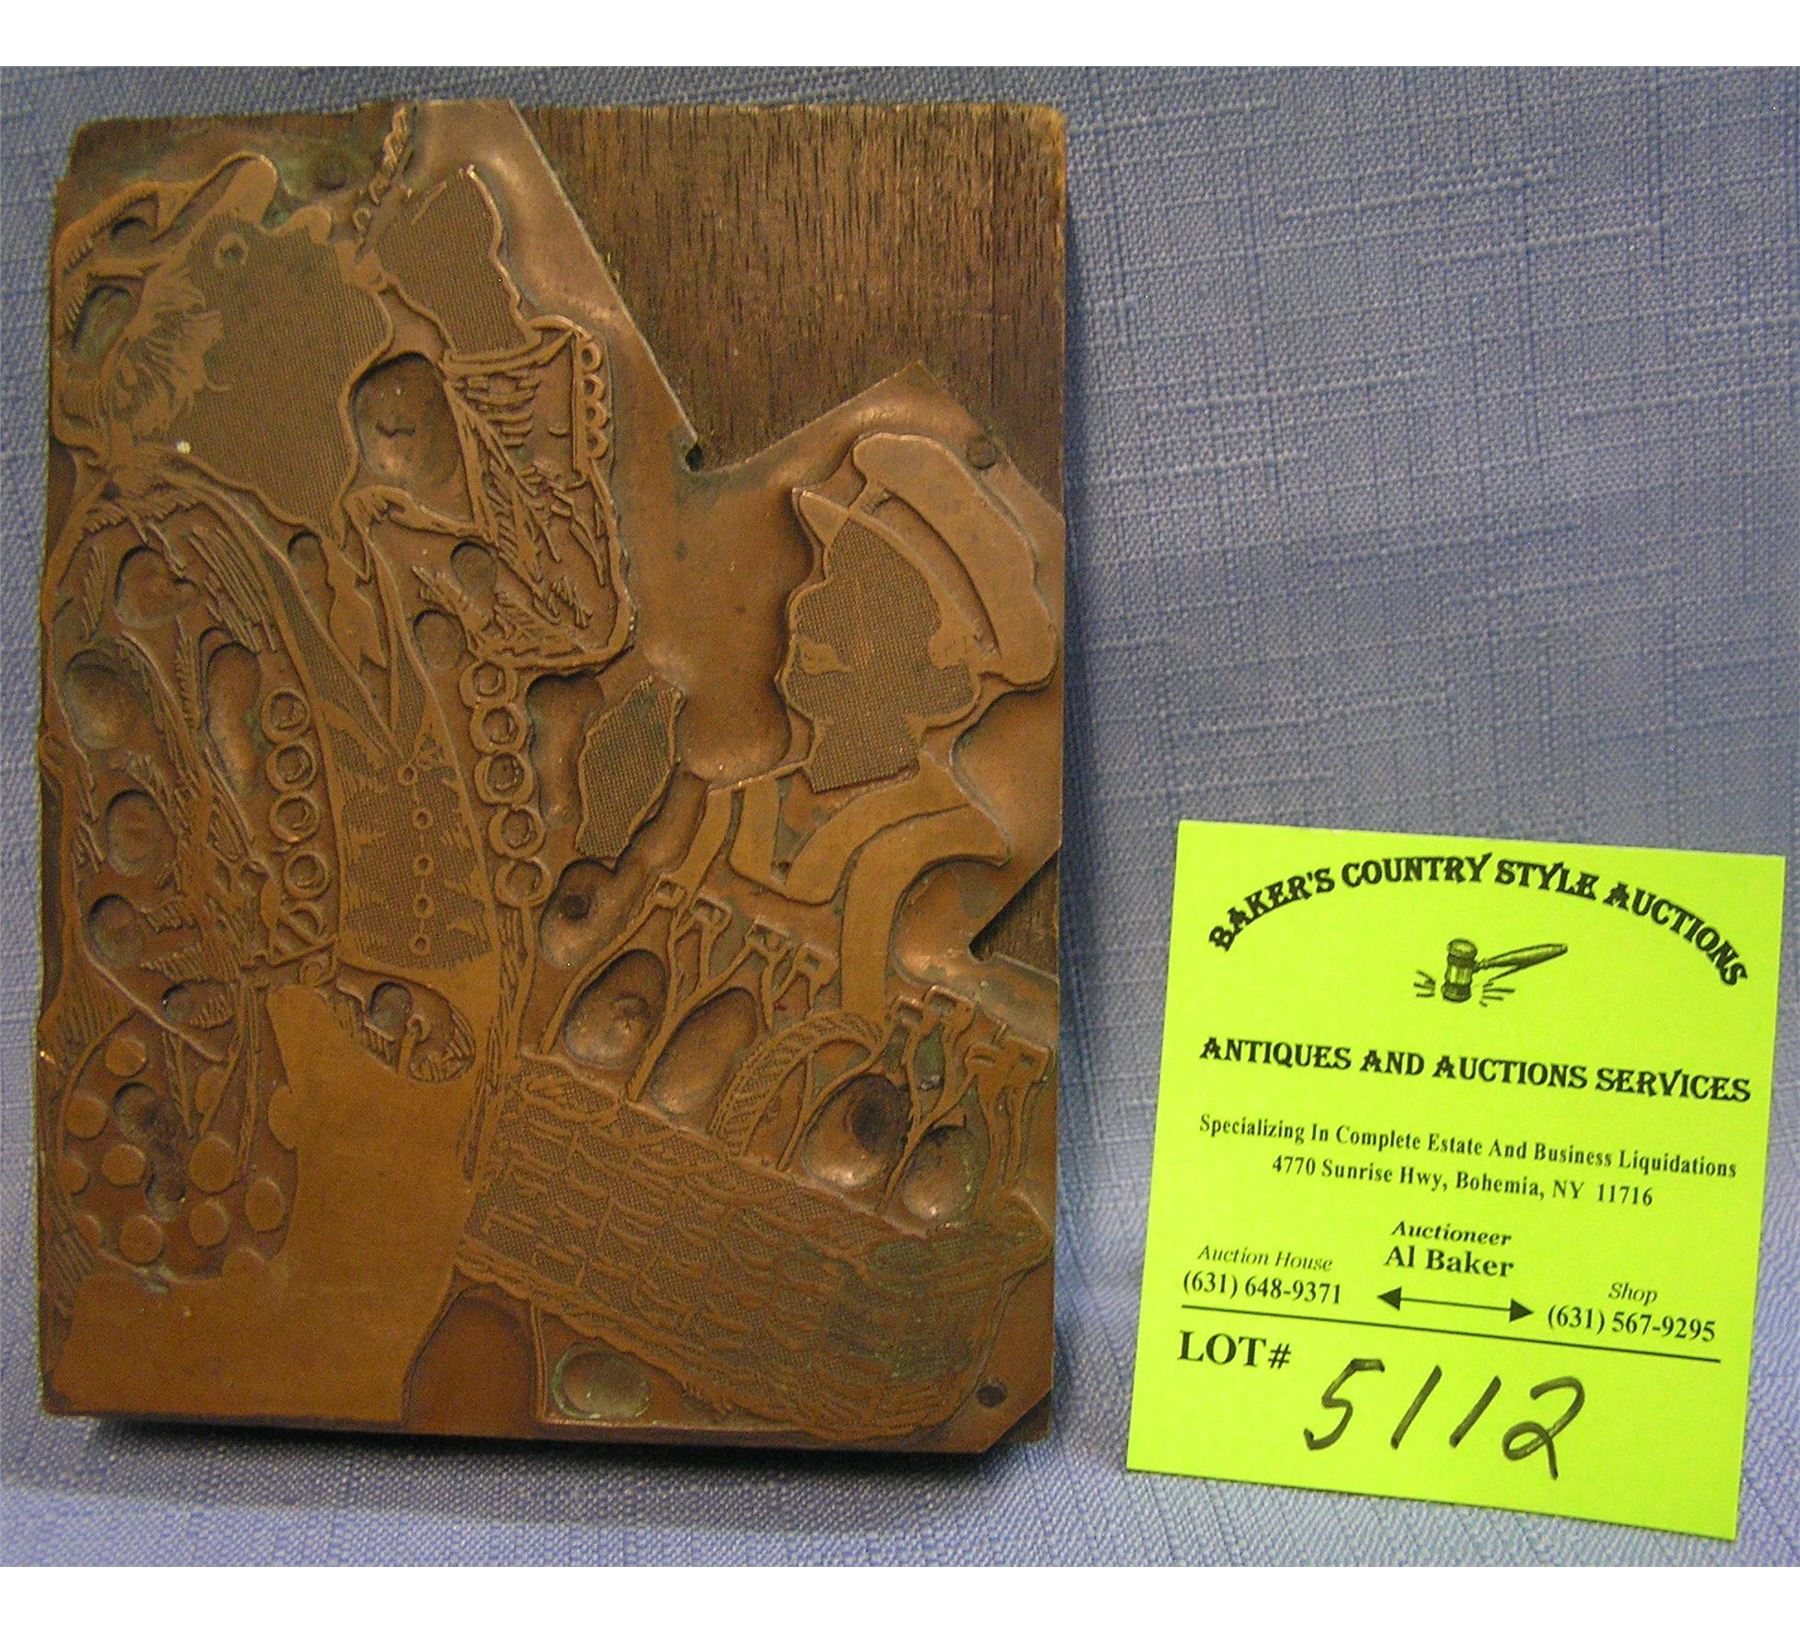 BAKER'S COUNTRY STYLE AUCTIONS
ANTIQUES AND AUCTIONS SERVICES
Specializing In Complete Estate And Business Liquidations
4770 Sunrise Hwy, Bohemia, NY 11716
Auctioneer
Auction House Al Baker Shop
(631) 648-9371 (631) 567-9295
LOT# 5112